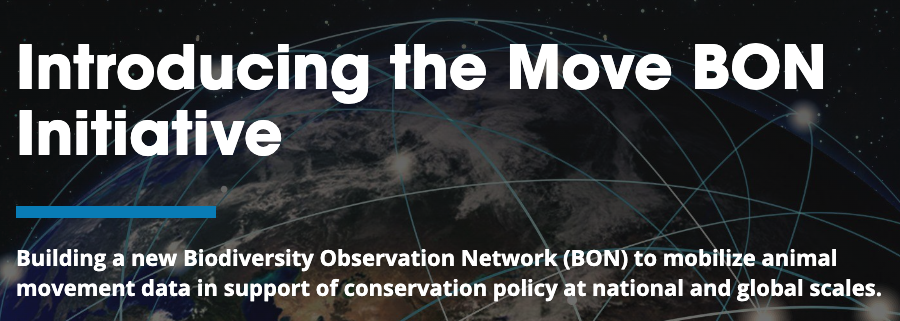 Introducing the Move BON
Initiative
Building a new Biodiversity Observation Network (BON) to mobilize animal
movement data in support of conservation policy at national and global scales.